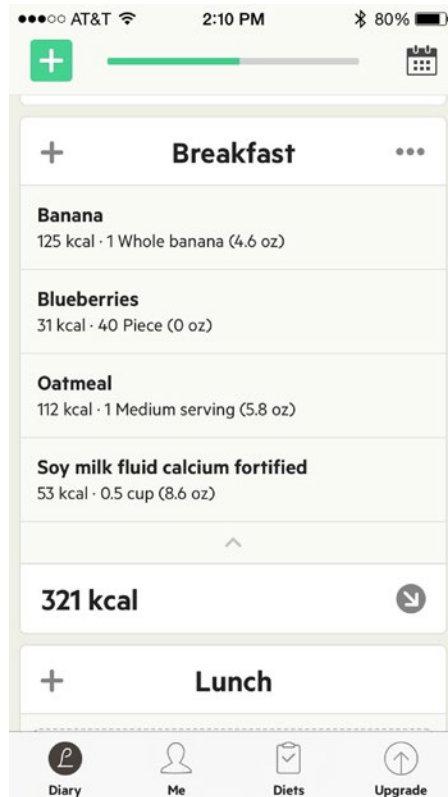 AT&T 2:10 PM 80%
Breakfast
Banana
125 kcal · 1 Whole banana (4.6 oz)
Blueberries
31 kcal · 40 Piece (0 oz)
Oatmeal
112 kcal · 1 Medium serving (5.8 oz)
Soy milk fluid calcium fortified
53 kcal · 0.5 cup (8.6 oz)
321 kcal
Lunch
Diary Me Diets Upgrade